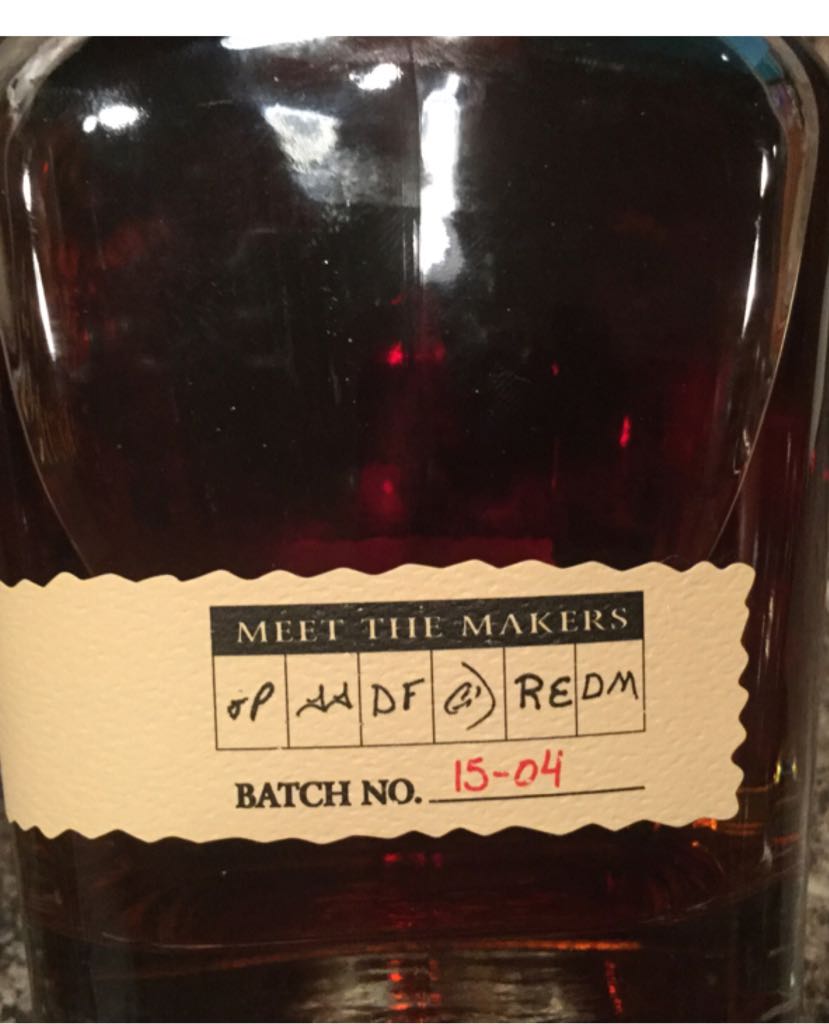 MEET THE MAKERS
JP DF RE DM
BATCH NO. 15-04